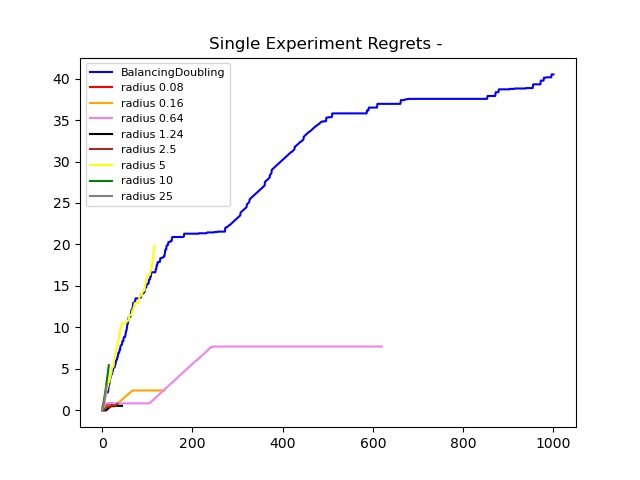 Single Experiment Regrets -
BalancingDoubling
radius 0.08
radius 0.16
radius 0.64
radius 1.24
radius 2.5
radius 5
radius 10
radius 25
40
35
30
25
20
15
10
5
0
0 200 400 600 800 1000